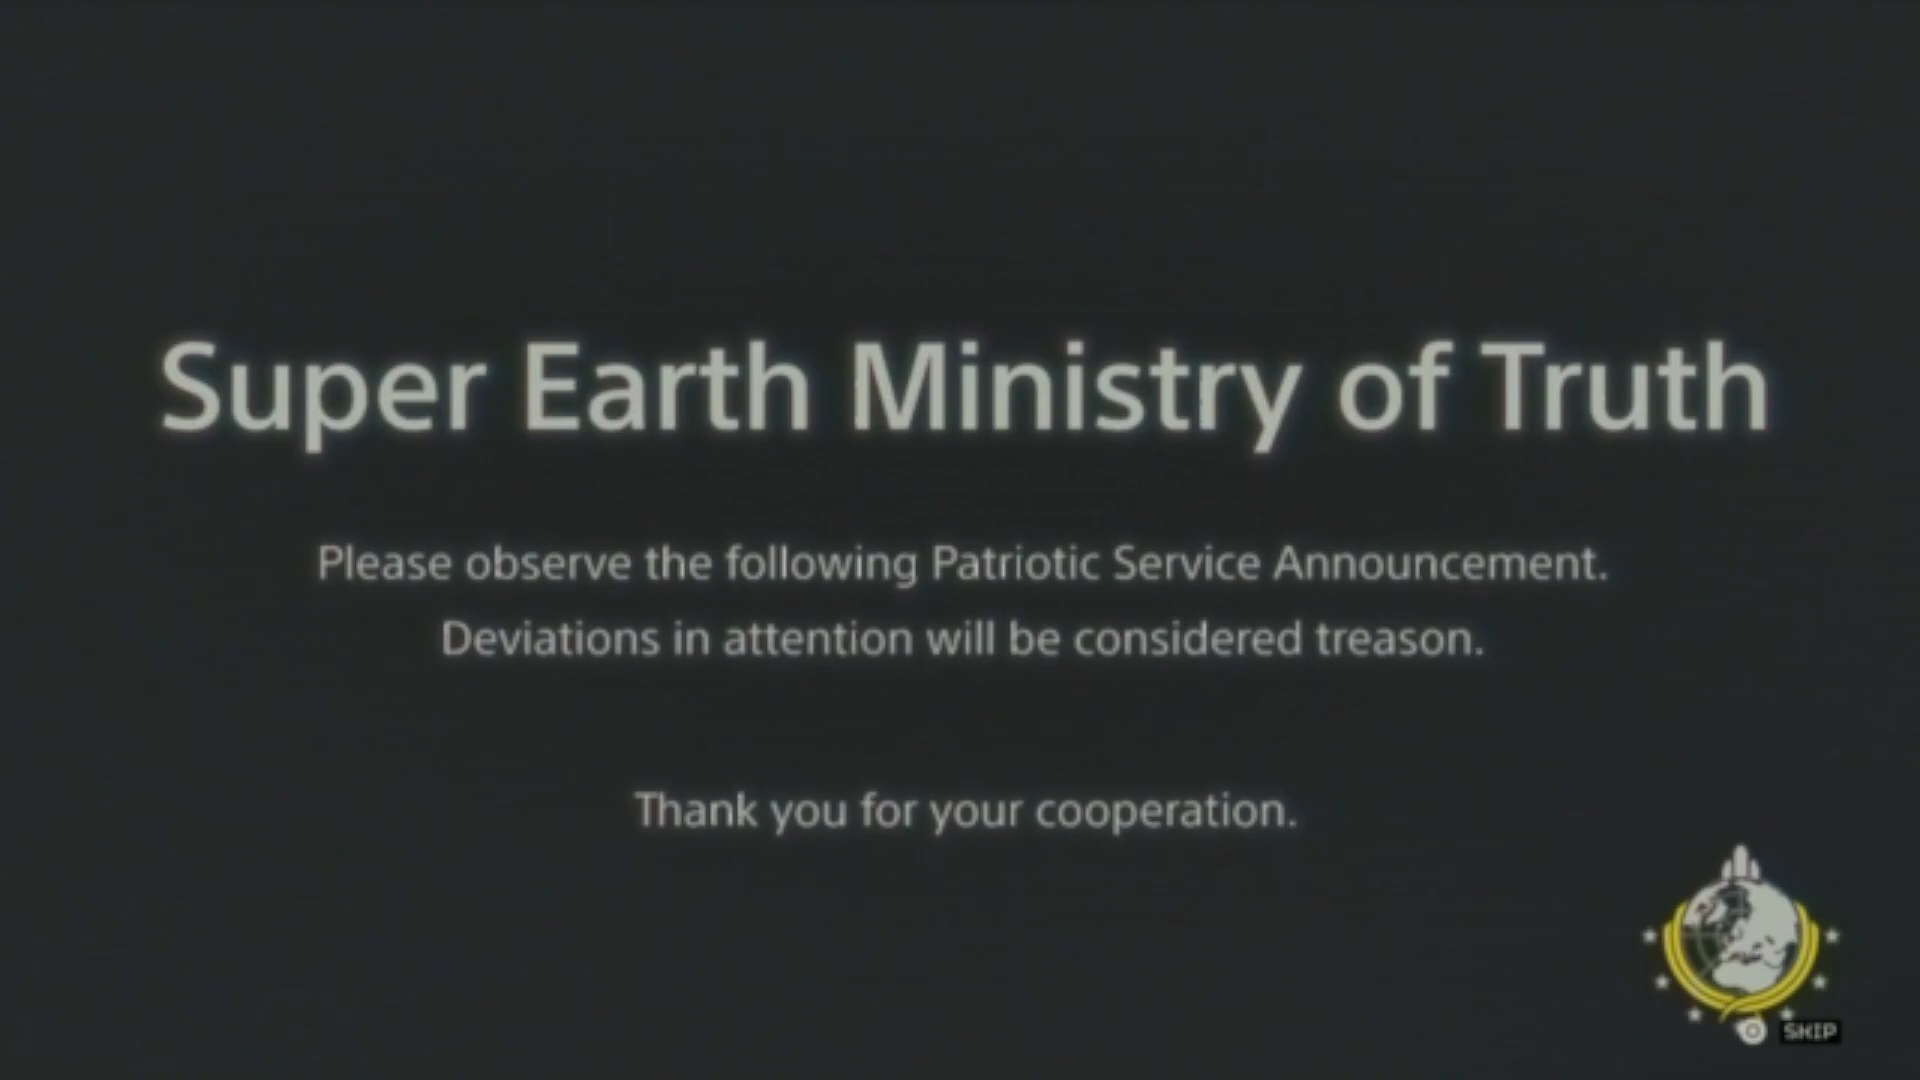 Super Earth Ministry of Truth
Please observe the following Patriotic Service Announcement.
Deviations in attention will be considered treason.
Thank you for your cooperation.
SKIP